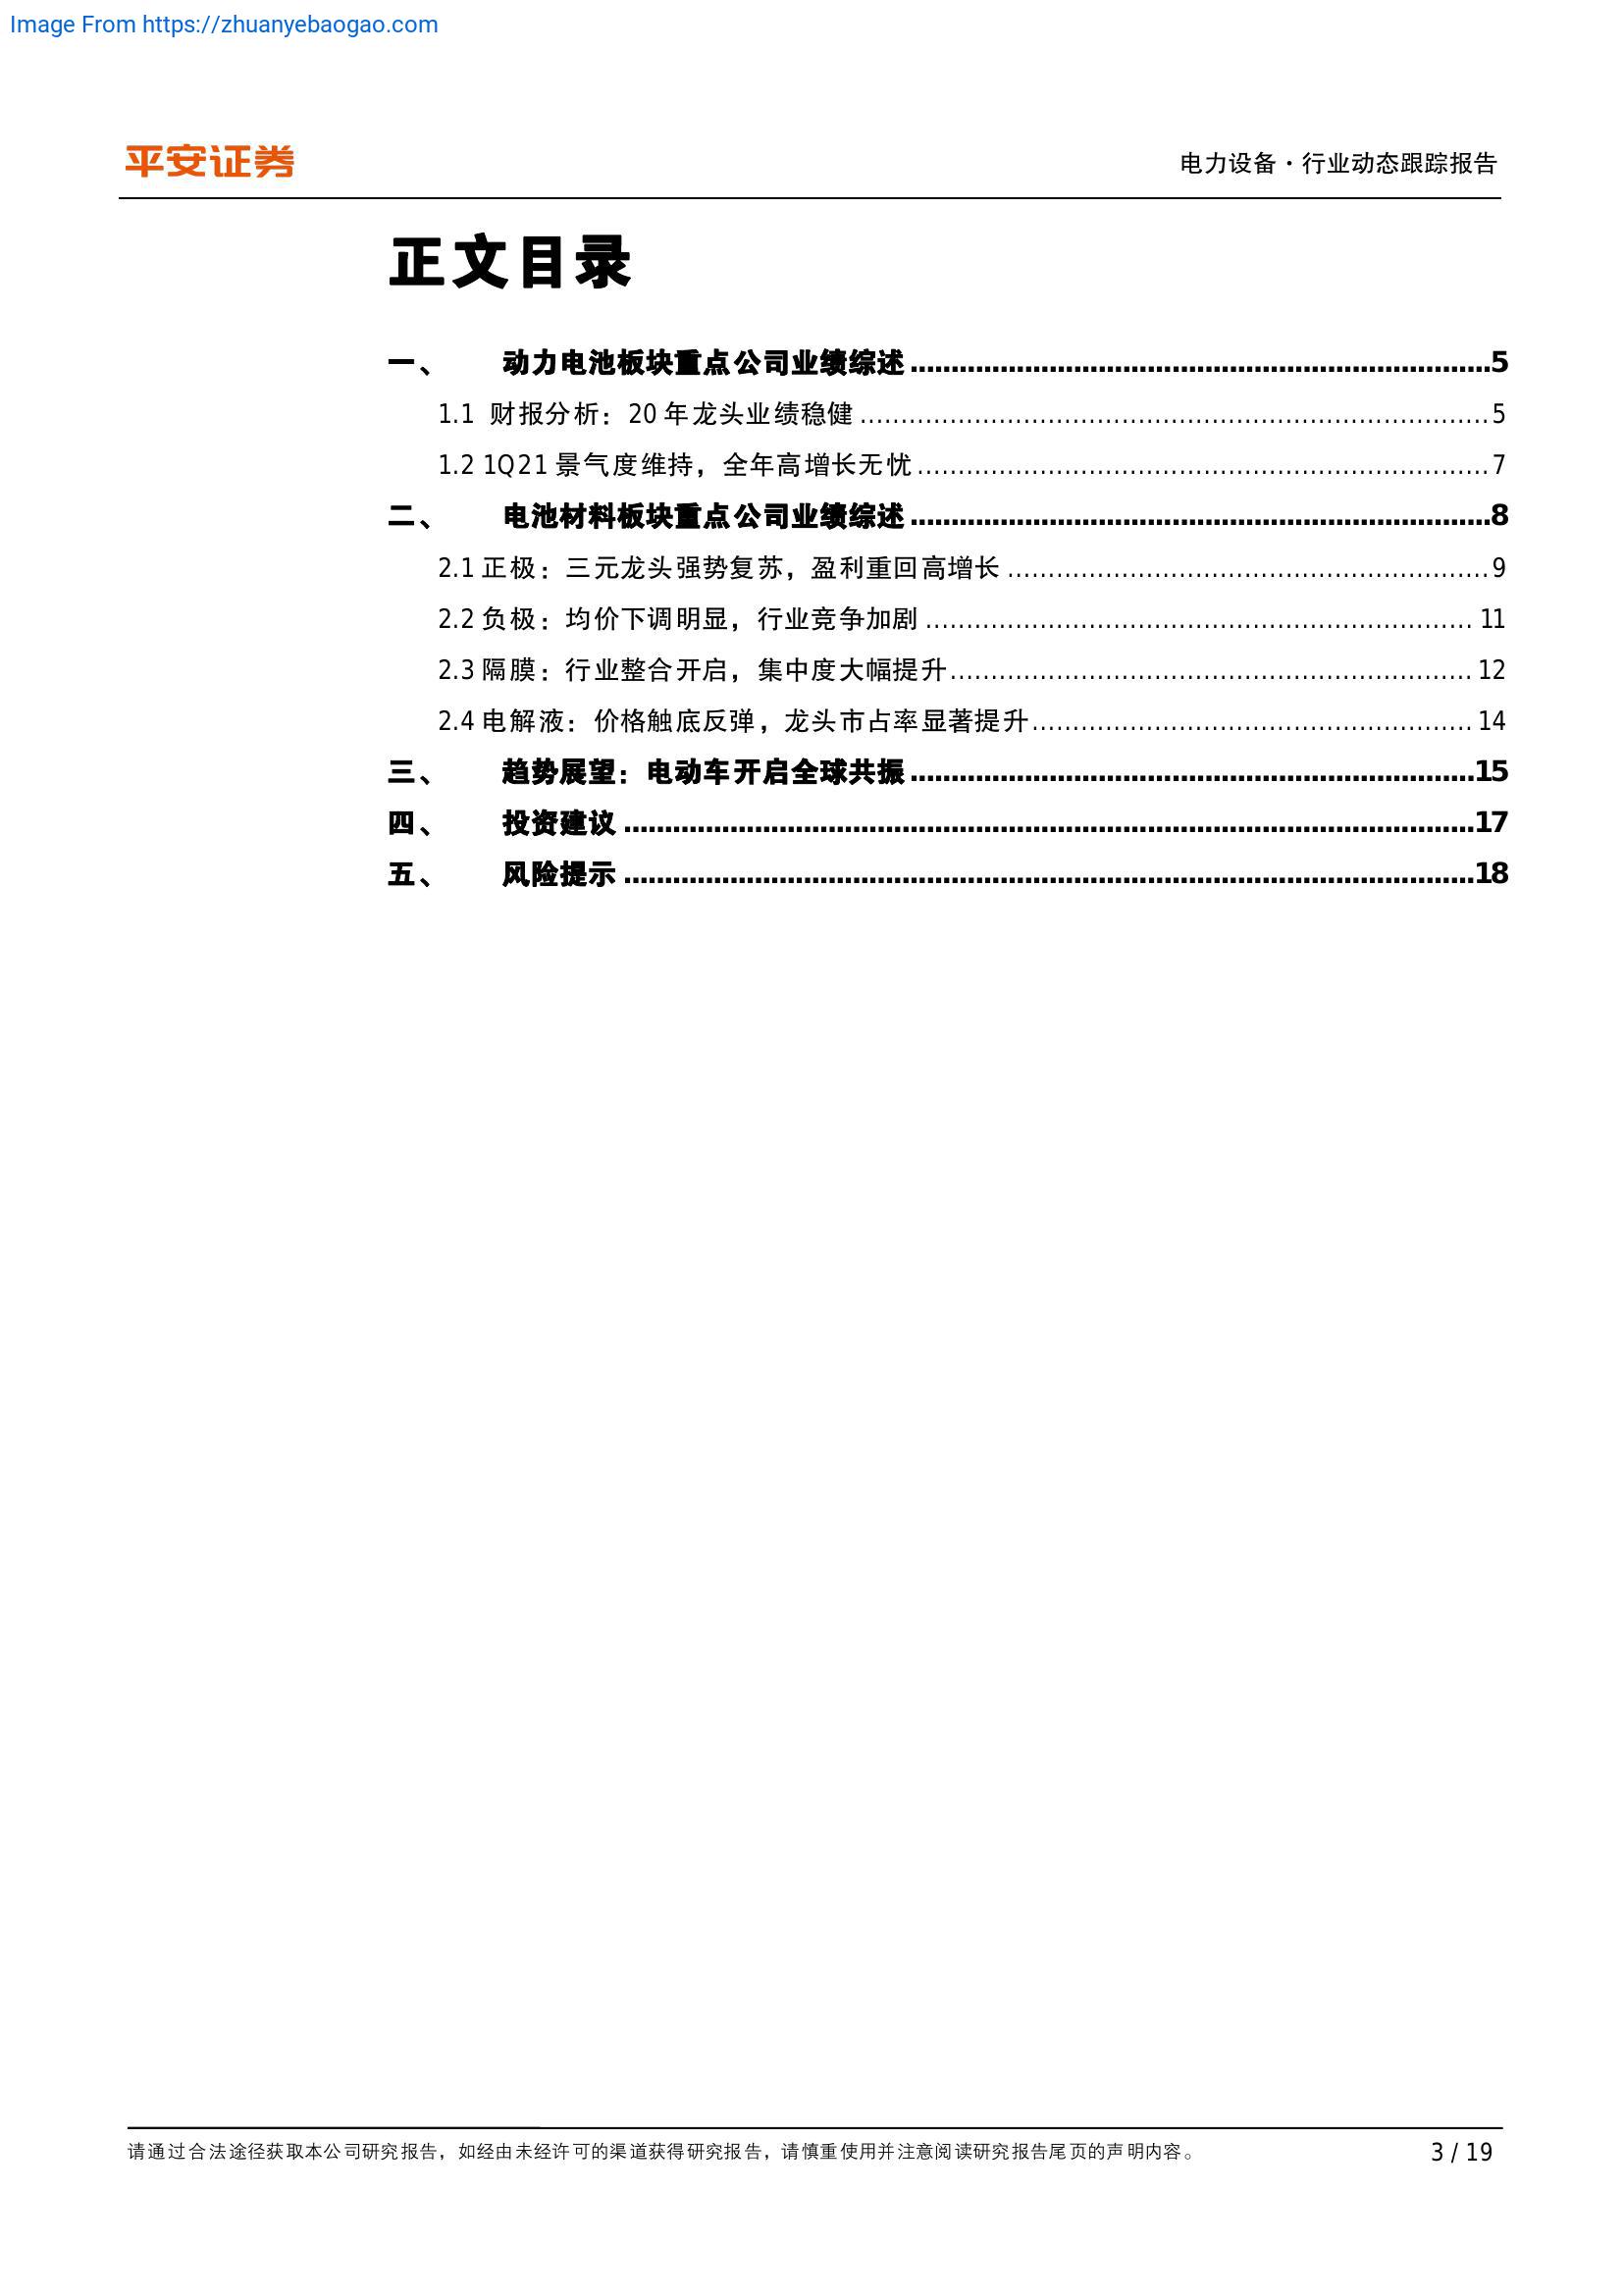 Image From https://zhuanyebaogao.com
平安证券
电力设备·行业动态跟踪报告
正文目录
一、 动力电池板块重点公司业绩综述......................................................................5
1.1 财报分析：20 年龙头业绩稳健............................................................................5
1.2 1Q21 景气度维持，全年高增长无忧.....................................................................7
二、 电池材料板块重点公司业绩综述......................................................................8
2.1 正极：三元龙头强势复苏，盈利重回高增长..........................................................9
2.2 负极：均价下调明显，行业竞争加剧..................................................................11
2.3 隔膜：行业整合开启，集中度大幅提升...............................................................12
2.4 电解液：价格触底反弹，龙头市占率显著提升.....................................................14
三、 趋势展望：电动车开启全球共振....................................................................15
四、 投资建议.......................................................................................................17
五、 风险提示.......................................................................................................18
请通过合法途径获取本公司研究报告，如经由未经许可的渠道获得研究报告，请慎重使用并注意阅读研究报告尾页的声明内容。
3 / 19